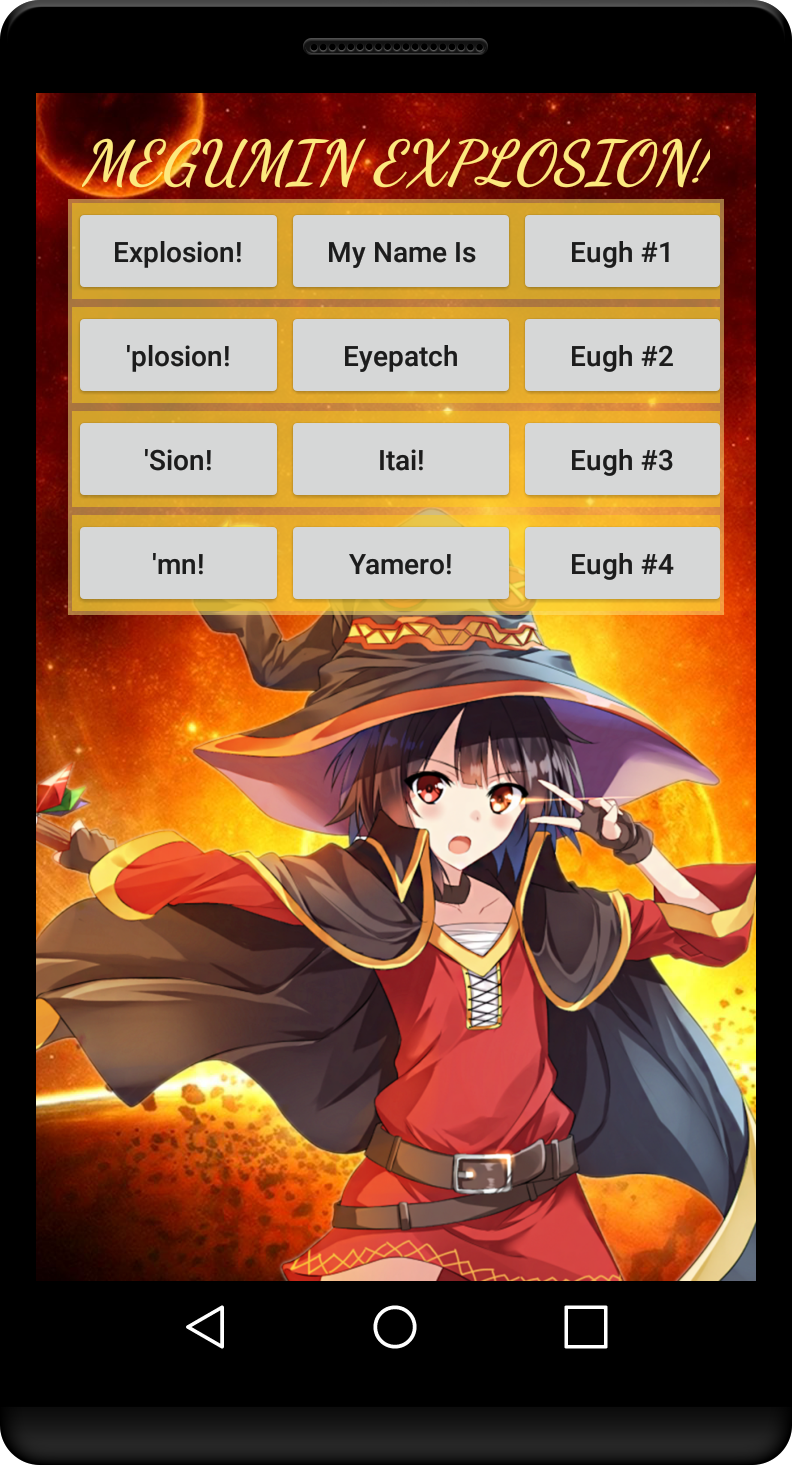 MEGUMIN EXPLOSION!
Explosion! My Name Is Eugh #1
'plosion! Eyepatch Eugh #2
'Sion! Itai! Eugh #3
'mn! Yamero! Eugh #4